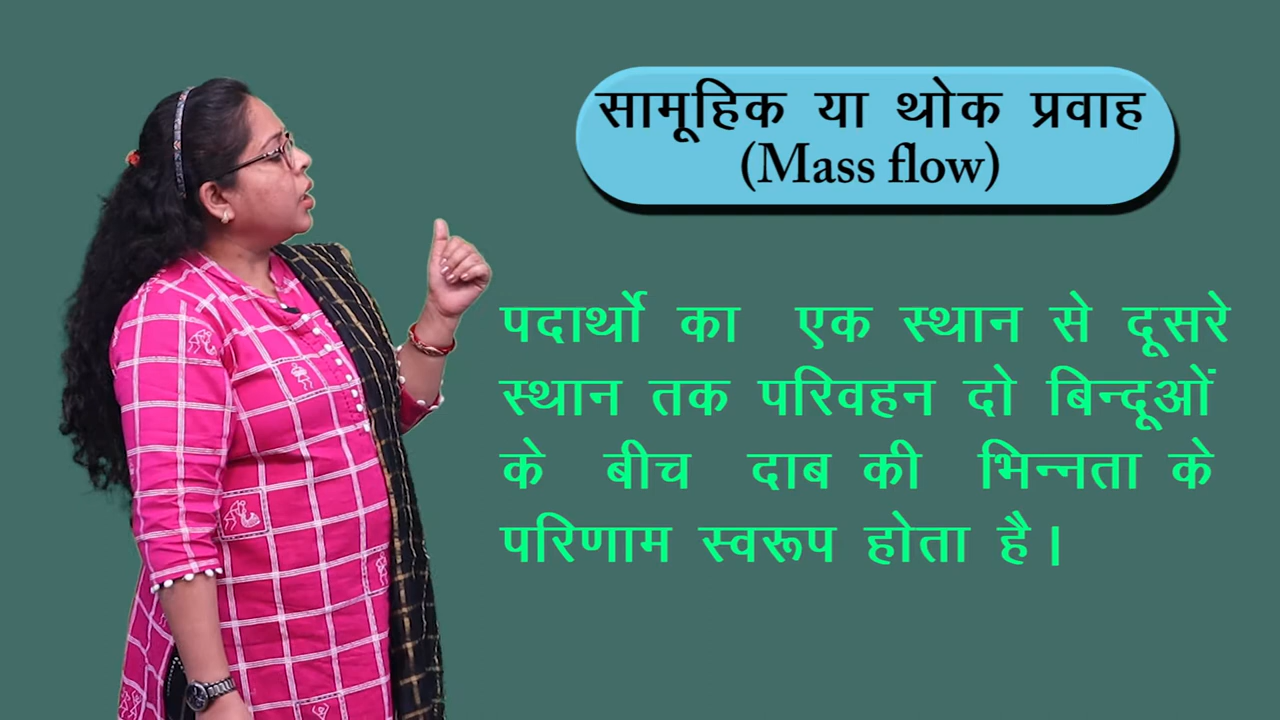 सामूहिक या थोक प्रवाह
(Mass flow)
पदार्थो का एक स्थान से दूसरे
स्थान तक परिवहन दो बिन्दूओं
के बीच दाब की भिन्नता के
परिणाम स्वरूप होता है।